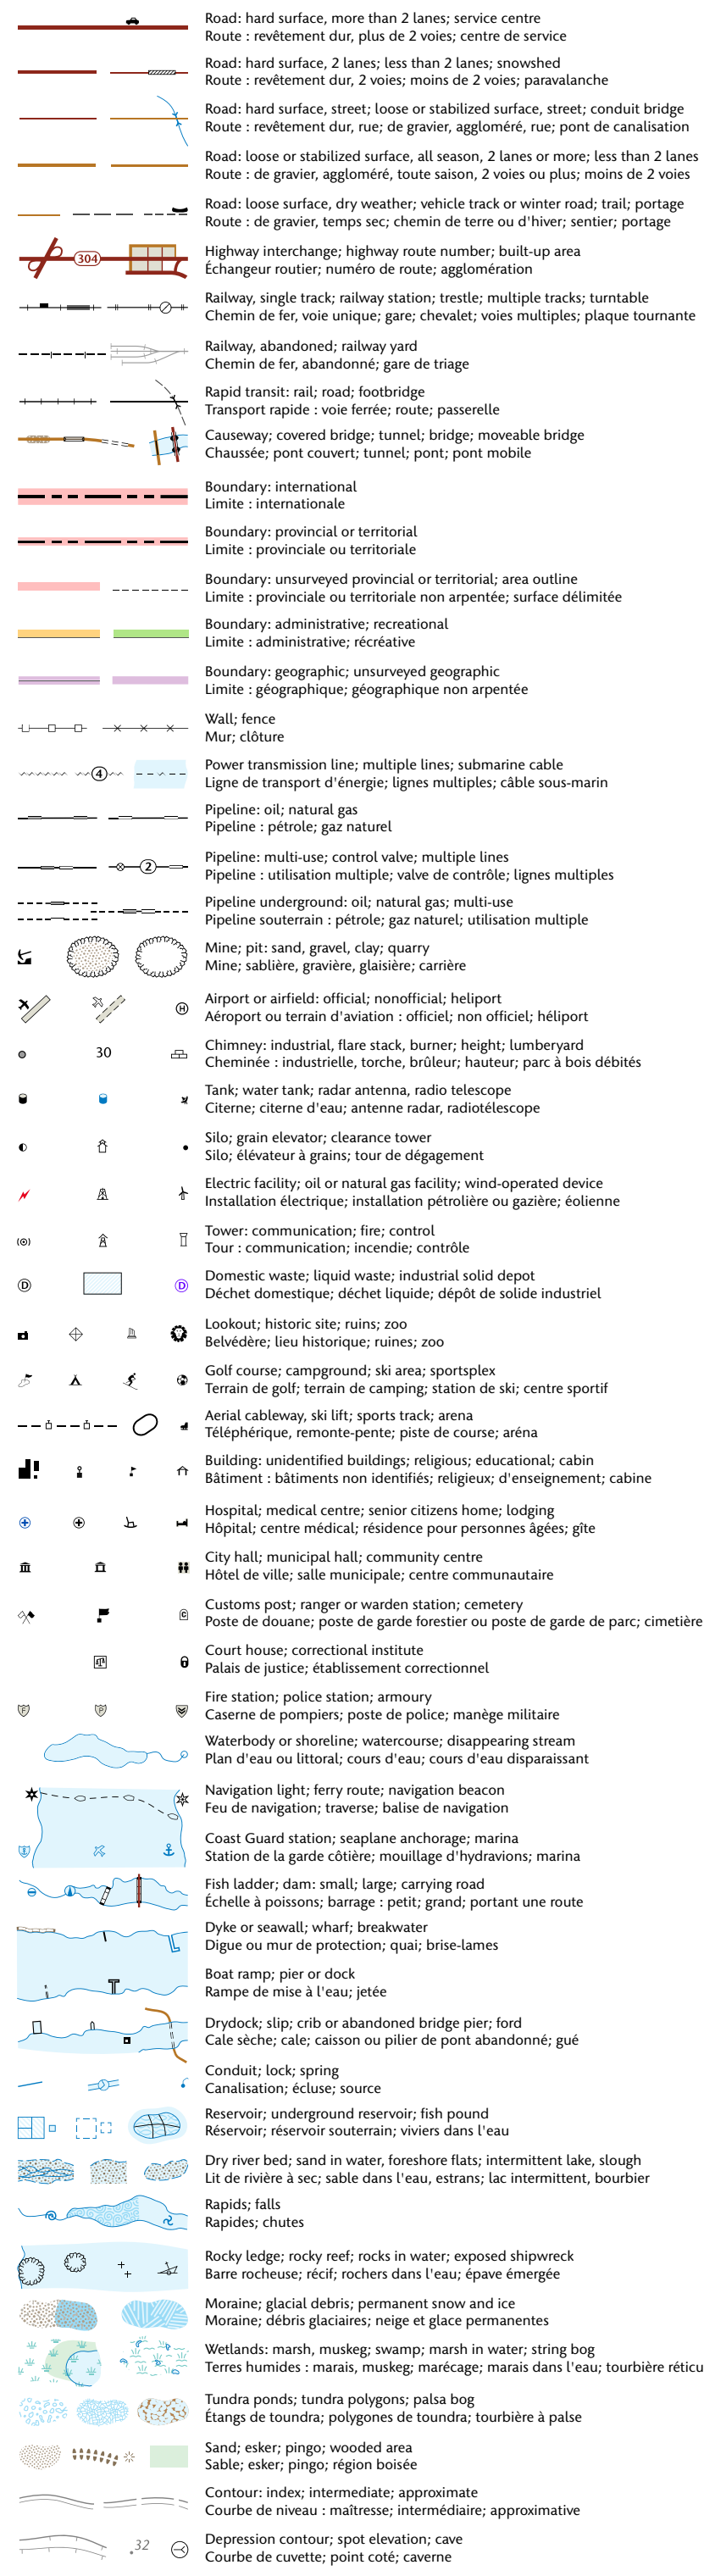 Road: hard surface, more than 2 lanes; service centre
Route : revêtement dur, plus de 2 voies; centre de service
Road: hard surface, 2 lanes; less than 2 lanes; snowshed
Route : revêtement dur, 2 voies; moins de 2 voies; paravalanche
Road: hard surface, street; loose or stabilized surface, street; conduit bridge
Route : revêtement dur, rue; de gravier, aggloméré, rue; pont de canalisation
Road: loose or stabilized surface, all season, 2 lanes or more; less than 2 lanes
Route : de gravier, aggloméré, toute saison, 2 voies ou plus; moins de 2 voies
Road: loose surface, dry weather; vehicle track or winter road; trail; portage
Route : de gravier, temps sec; chemin de terre ou d'hiver; sentier; portage
304
Highway interchange; highway route number; built-up area
Échangeur routier; numéro de route; agglomération
Railway, single track; railway station; trestle; multiple tracks; turntable
Chemin de fer, voie unique; gare; chevalet; voies multiples; plaque tournante
Railway, abandoned; railway yard
Chemin de fer, abandonné; gare de triage
Rapid transit: rail; road; footbridge
Transport rapide : voie ferrée; route; passerelle
Causeway; covered bridge; tunnel; bridge; moveable bridge
Chaussée; pont couvert; tunnel; pont; pont mobile
Boundary: international
Limite : internationale
Boundary: provincial or territorial
Limite : provinciale ou territoriale
Boundary: unsurveyed provincial or territorial; area outline
Limite : provinciale ou territoriale non arpentée; surface délimitée
Boundary: administrative; recreational
Limite : administrative; récréative
Boundary: geographic; unsurveyed geographic
Limite : géographique; géographique non arpentée
Wall; fence
Mur; clôture
4
Power transmission line; multiple lines; submarine cable
Ligne de transport d'énergie; lignes multiples; câble sous-marin
Pipeline: oil; natural gas
Pipeline : pétrole; gaz naturel
2
Pipeline: multi-use; control valve; multiple lines
Pipeline : utilisation multiple; valve de contrôle; lignes multiples
Pipeline underground: oil; natural gas; multi-use
Pipeline souterrain : pétrole; gaz naturel; utilisation multiple
Mine; pit: sand, gravel, clay; quarry
Mine; sablière, gravière, glaisière; carrière
H
Airport or airfield: official; nonofficial; heliport
Aéroport ou terrain d'aviation : officiel; non officiel; héliport
30
Chimney: industrial, flare stack, burner; height; lumberyard
Cheminée : industrielle, torche, brûleur; hauteur; parc à bois débités
Tank; water tank; radar antenna, radio telescope
Citerne; citerne d'eau; antenne radar, radiotélescope
Silo; grain elevator; clearance tower
Silo; élévateur à grains; tour de dégagement
Electric facility; oil or natural gas facility; wind-operated device
Installation électrique; installation pétrolière ou gazière; éolienne
Tower: communication; fire; control
Tour : communication; incendie; contrôle
D D
Domestic waste; liquid waste; industrial solid depot
Déchet domestique; déchet liquide; dépôt de solide industriel
Lookout; historic site; ruins; zoo
Belvédère; lieu historique; ruines; zoo
Golf course; campground; ski area; sportsplex
Terrain de golf; terrain de camping; station de ski; centre sportif
Aerial cableway, ski lift; sports track; arena
Téléphérique, remonte-pente; piste de course; aréna
Building: unidentified buildings; religious; educational; cabin
Bâtiment : bâtiments non identifiés; religieux; d'enseignement; cabine
Hospital; medical centre; senior citizens home; lodging
Hôpital; centre médical; résidence pour personnes âgées; gîte
City hall; municipal hall; community centre
Hôtel de ville; salle municipale; centre communautaire
C
Customs post; ranger or warden station; cemetery
Poste de douane; poste de garde forestier ou poste de garde de parc; cimetière
Court house; correctional institute
Palais de justice; établissement correctionnel
F P
Fire station; police station; armoury
Caserne de pompiers; poste de police; manège militaire
Waterbody or shoreline; watercourse; disappearing stream
Plan d'eau ou littoral; cours d'eau; cours d'eau disparaissant
Navigation light; ferry route; navigation beacon
Feu de navigation; traverse; balise de navigation
Coast Guard station; seaplane anchorage; marina
Station de la garde côtière; mouillage d'hydravions; marina
Fish ladder; dam: small; large; carrying road
Échelle à poissons; barrage : petit; grand; portant une route
Dyke or seawall; wharf; breakwater
Digue ou mur de protection; quai; brise-lames
Boat ramp; pier or dock
Rampe de mise à l'eau; jetée
Drydock; slip; crib or abandoned bridge pier; ford
Cale sèche; cale; caisson ou pilier de pont abandonné; gué
Conduit; lock; spring
Canalisation; écluse; source
Reservoir; underground reservoir; fish pound
Réservoir; réservoir souterrain; viviers dans l'eau
Dry river bed; sand in water, foreshore flats; intermittent lake, slough
Lit de rivière à sec; sable dans l'eau, estrans; lac intermittent, bourbier
Rapids; falls
Rapides; chutes
Rocky ledge; rocky reef; rocks in water; exposed shipwreck
Barre rocheuse; récif; rochers dans l'eau; épave émergée
Moraine; glacial debris; permanent snow and ice
Moraine; débris glaciaires; neige et glace permanentes
Wetlands: marsh, muskeg; swamp; marsh in water; string bog
Terres humides : marais, muskeg; marécage; marais dans l'eau; tourbière réticu
Tundra ponds; tundra polygons; palsa bog
Étangs de toundra; polygones de toundra; tourbière à palse
Sand; esker; pingo; wooded area
Sable; esker; pingo; région boisée
Contour: index; intermediate; approximate
Courbe de niveau : maîtresse; intermédiaire; approximative
.32
Depression contour; spot elevation; cave
Courbe de cuvette; point coté; caverne